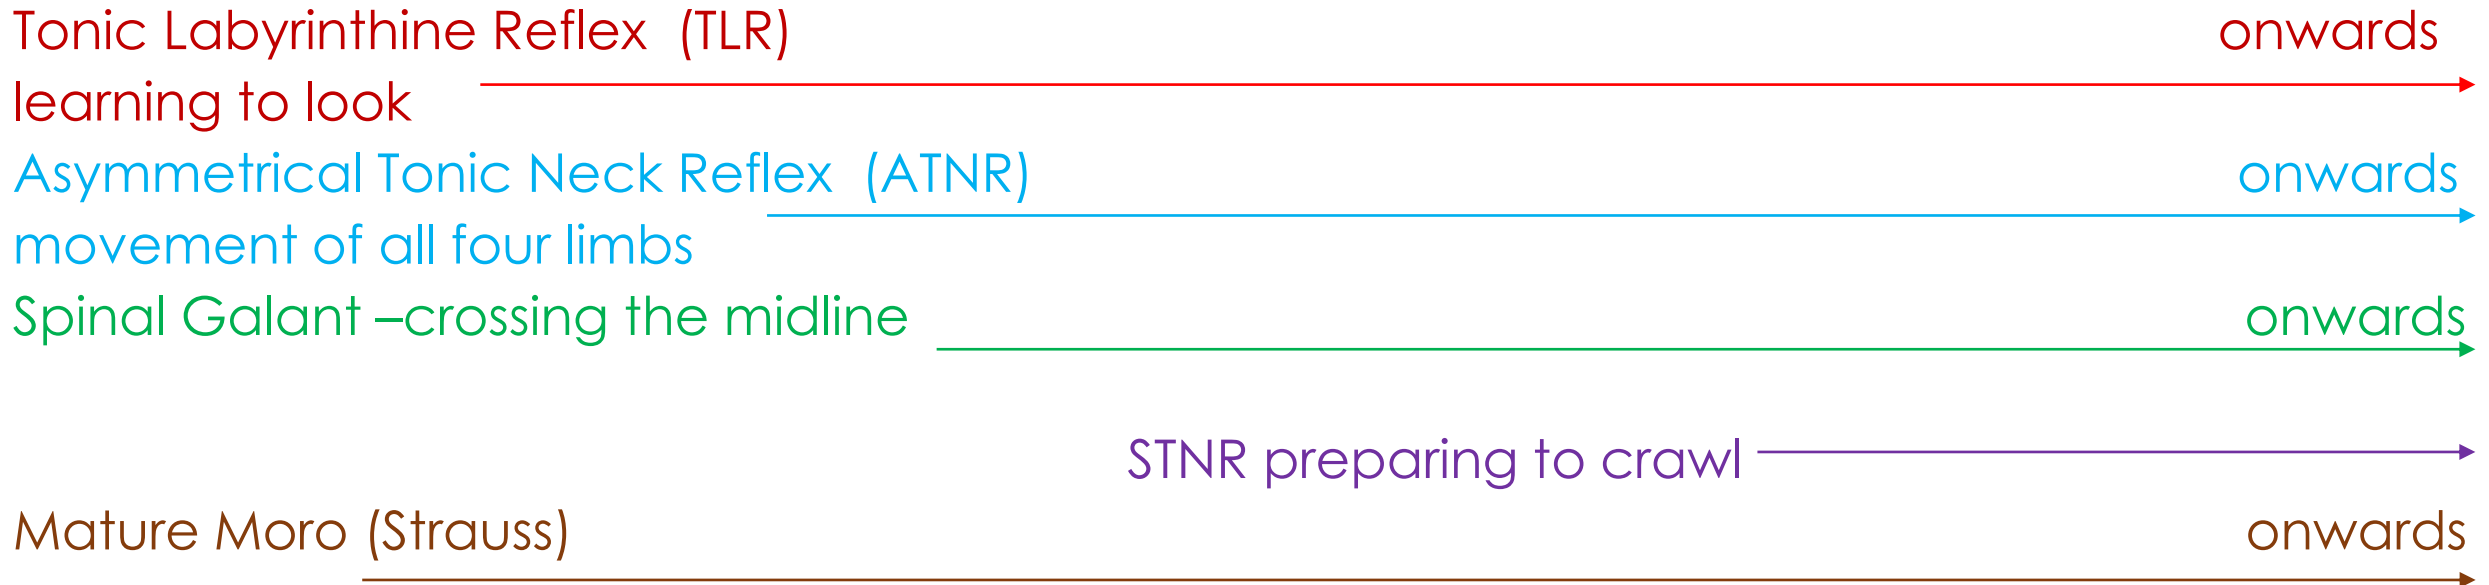 Tonic Labyrinthine Reflex (TLR) onwards
learning to look
Asymmetrical Tonic Neck Reflex (ATNR) onwards
movement of all four limbs
Spinal Galant –crossing the midline onwards
STNR preparing to crawl
Mature Moro (Strauss) onwards